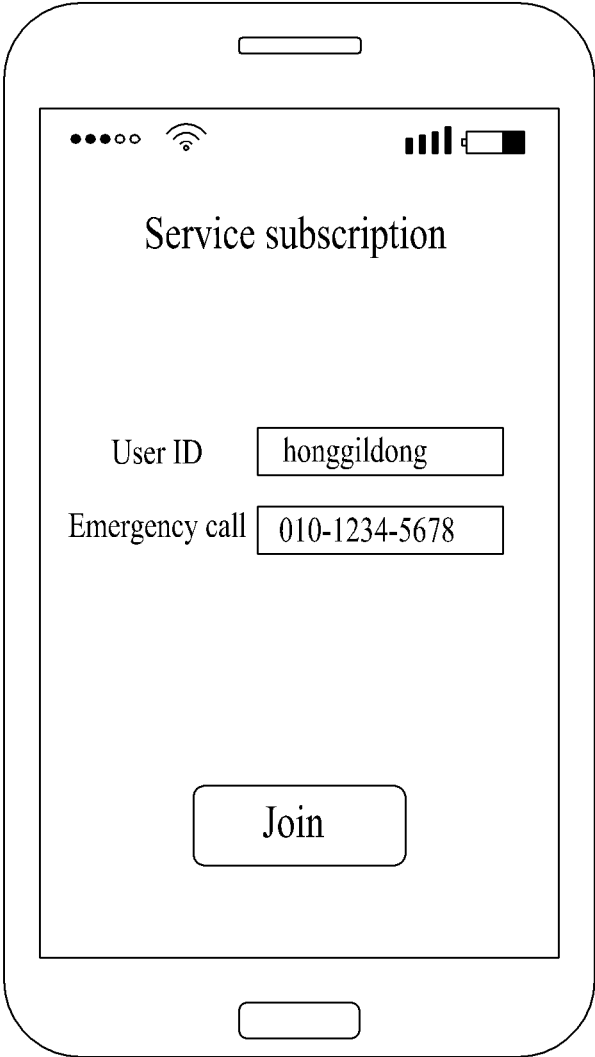 Service subscription
User ID honggildong
Emergency call 010-1234-5678
Join